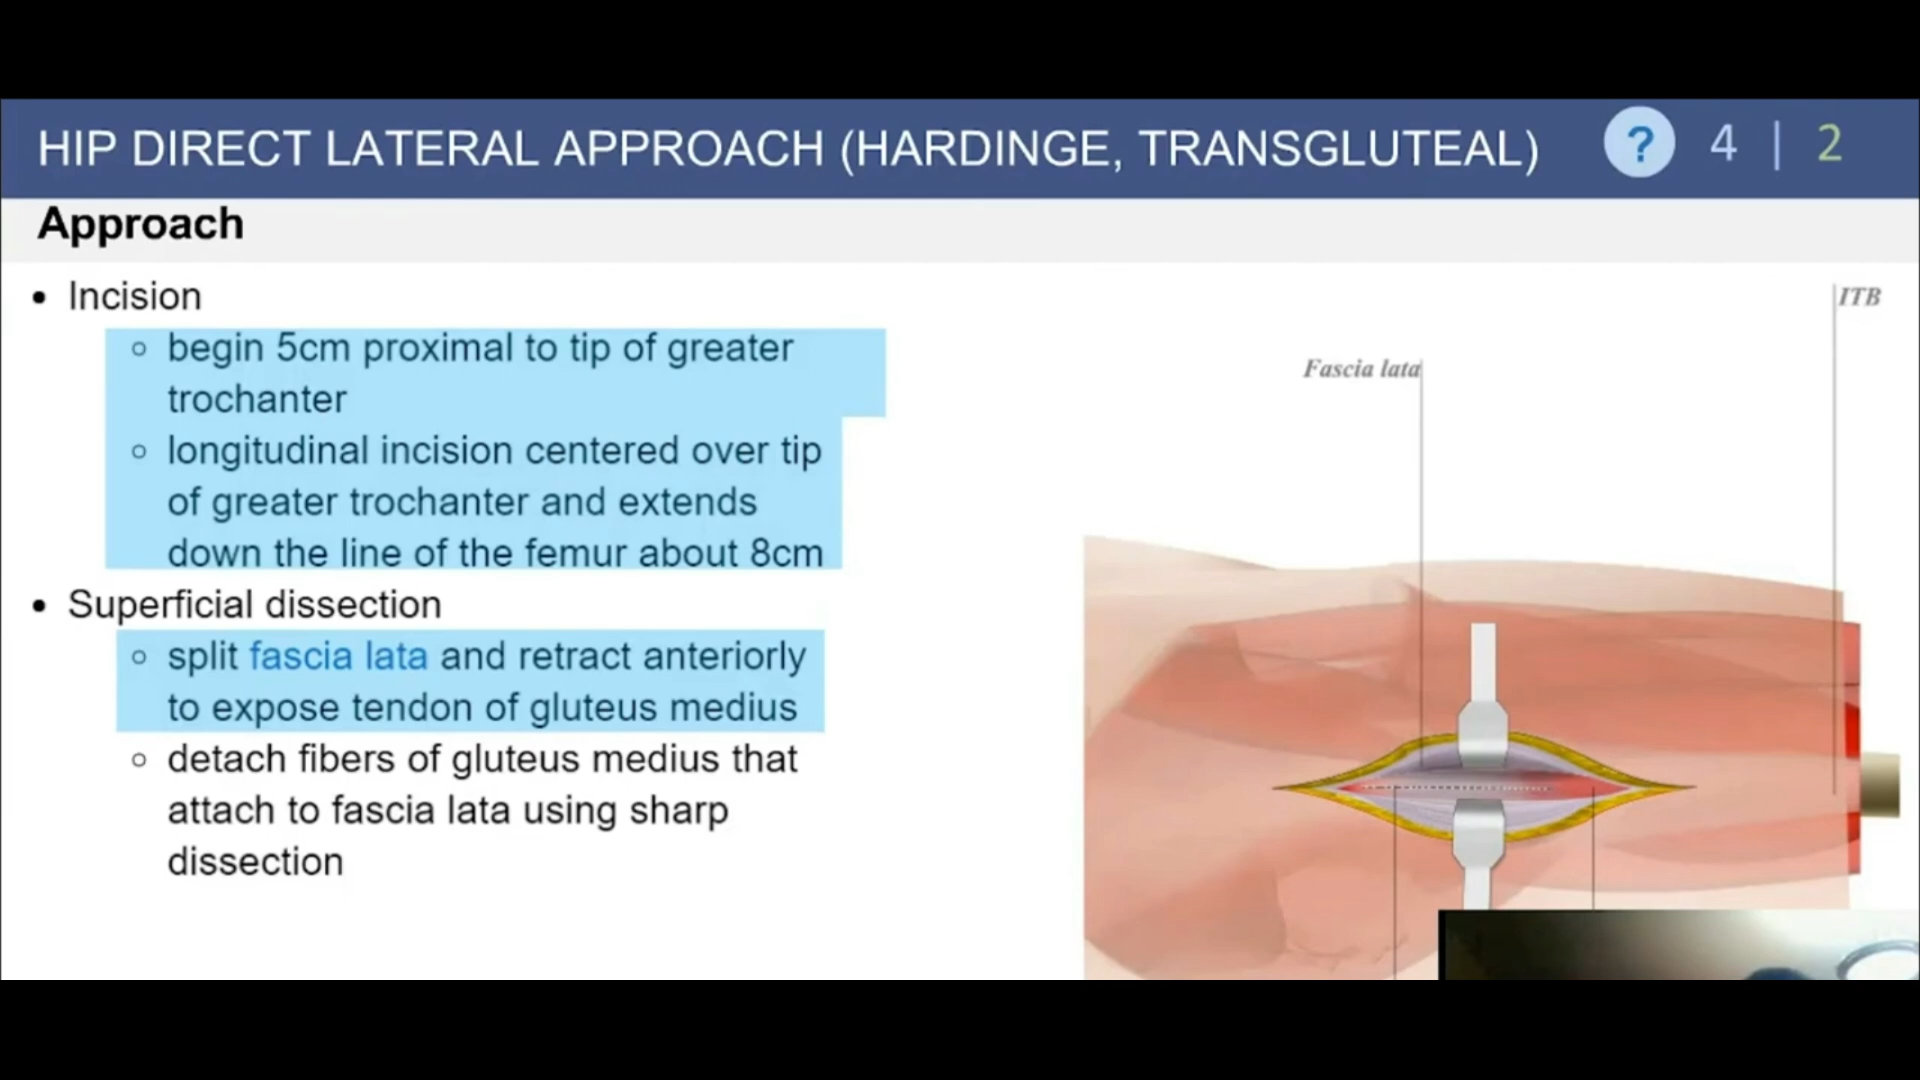 HIP DIRECT LATERAL APPROACH (HARDINGE, TRANSGLUTEAL) ? 4 | 2
Approach
• Incision
○ begin 5cm proximal to tip of greater
trochanter
○ longitudinal incision centered over tip
of greater trochanter and extends
down the line of the femur about 8cm
• Superficial dissection
○ split fascia lata and retract anteriorly
to expose tendon of gluteus medius
○ detach fibers of gluteus medius that
attach to fascia lata using sharp
dissection
ITB
Fascia lata